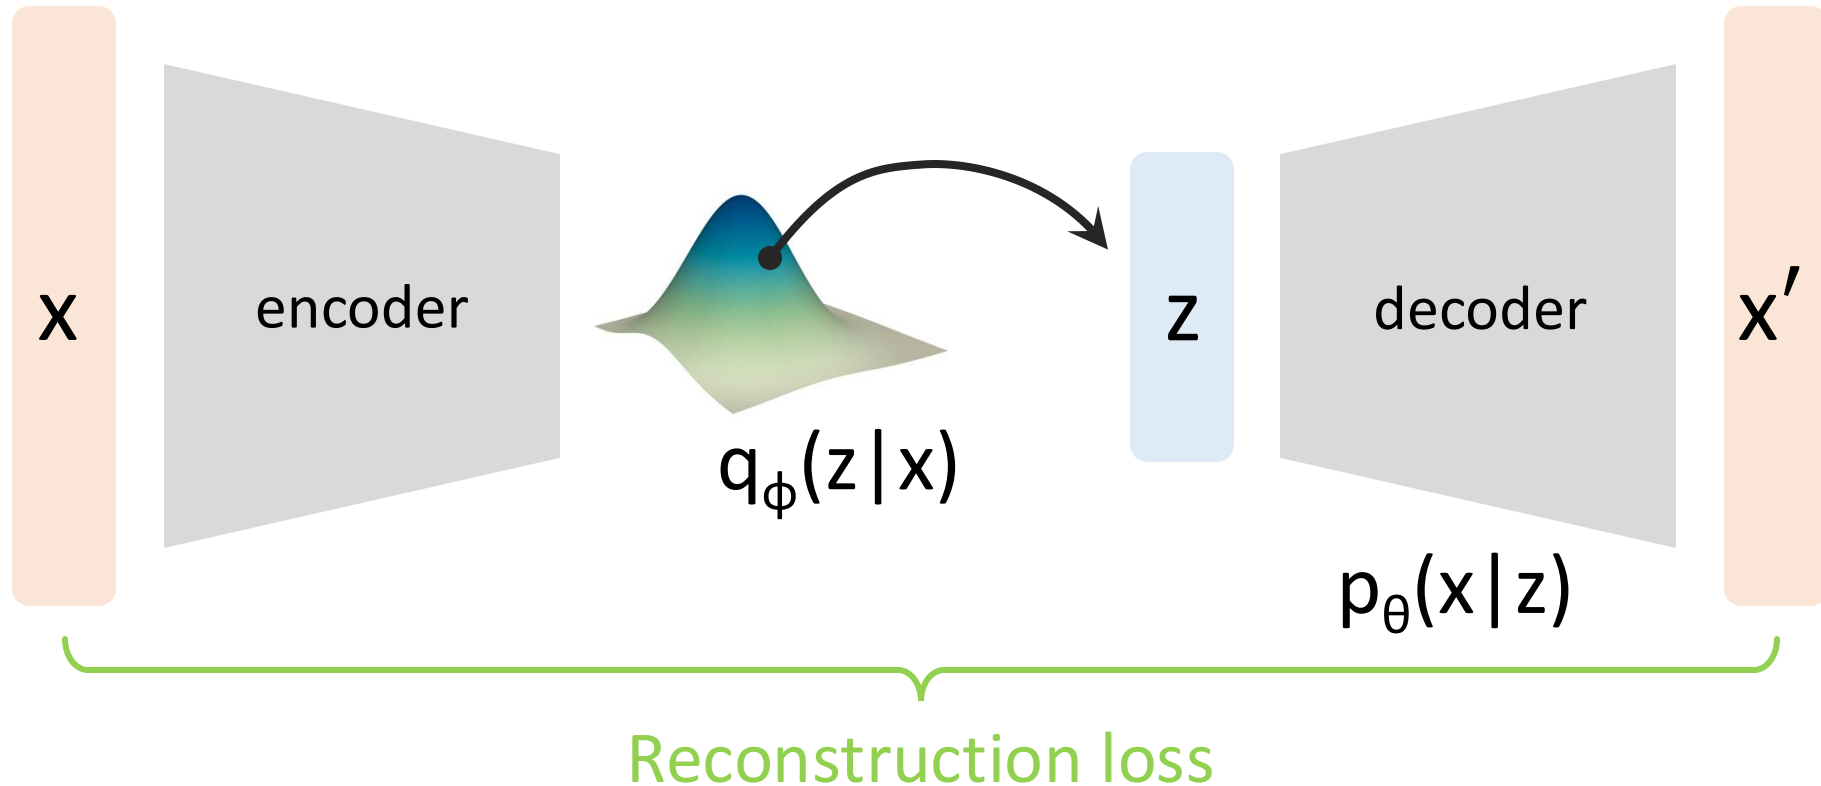 x
encoder
qϕ(z|x)
z
decoder
pθ(x|z)
x′
Reconstruction loss